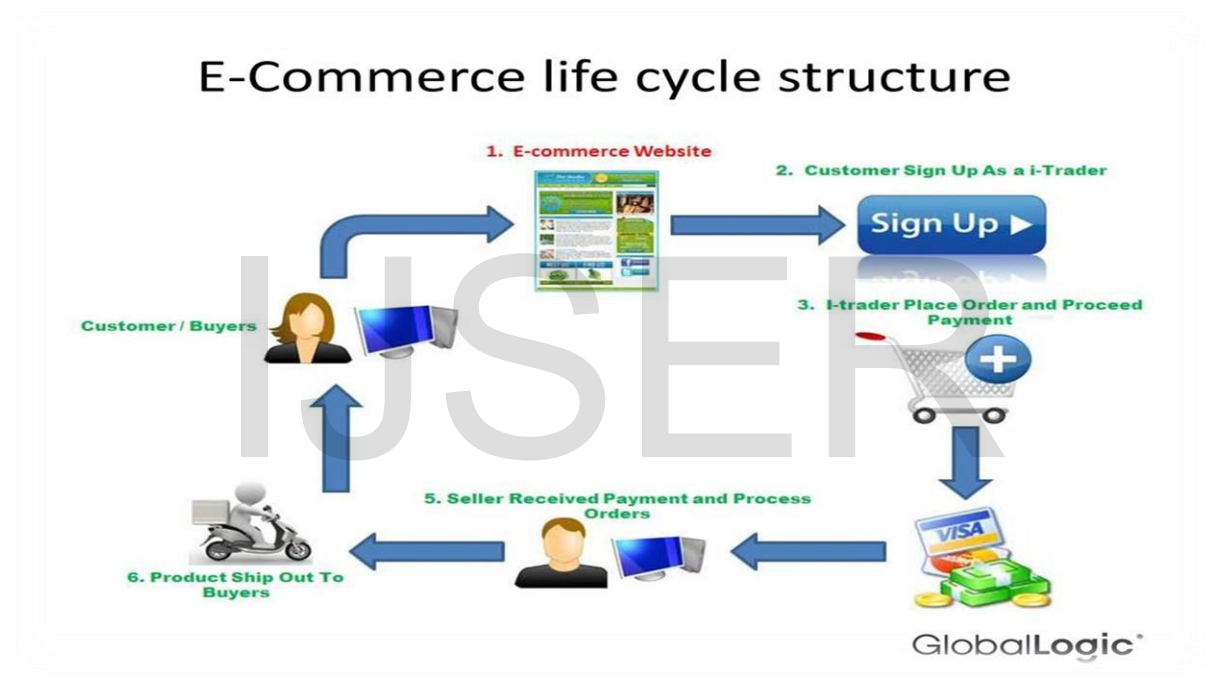 E-Commerce life cycle structure
1. E-commerce Website
2. Customer Sign Up As a i-Trader
Sign Up
3. I-trader Place Order and Proceed
Payment
Customer / Buyers
IJSER
5. Seller Received Payment and Process
Orders
VISA
6. Product Ship Out To
Buyers
GlobalLogic